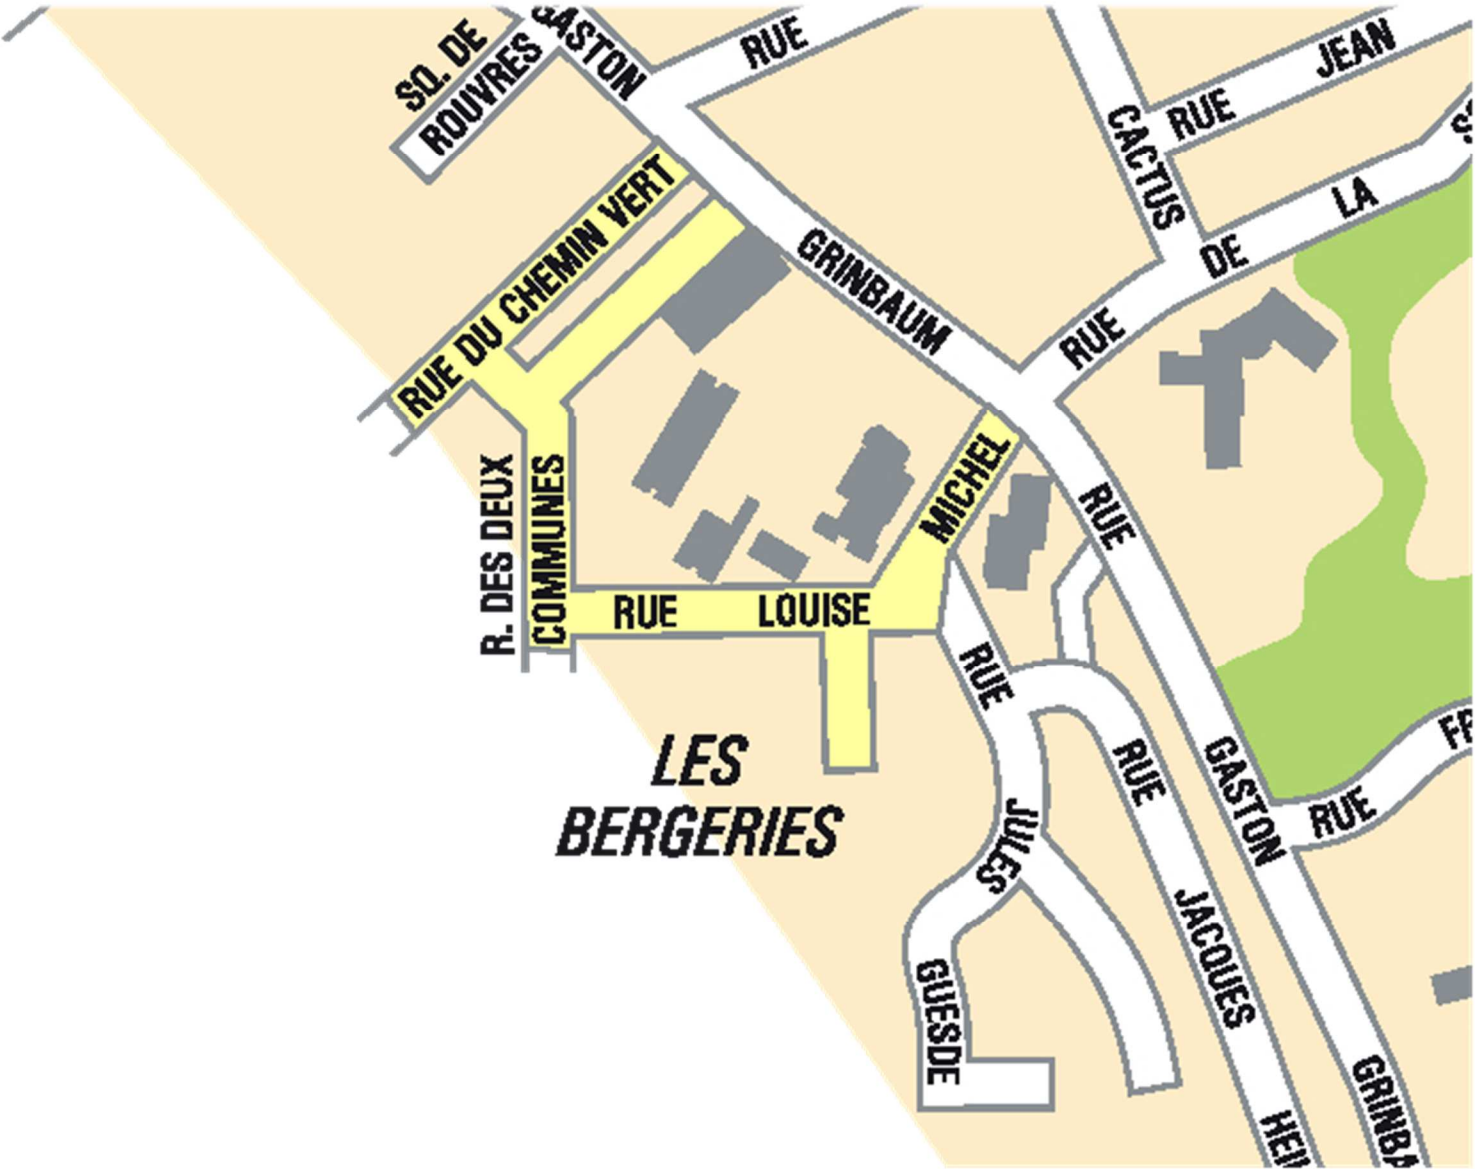 GASTON
RUE
SQ. DE
ROUVRES
JEAN
RUE
CACTUS
LA
DE
RUE
GRINBAUM
RUE DU CHEMIN VERT
MICHEL
R. DES DEUX
COMMUNES
RUE LOUISE
RUE
RUE
GASTON
RUE
RUE
LES
BERGERIES
JULES
JACQUES
GUESDE